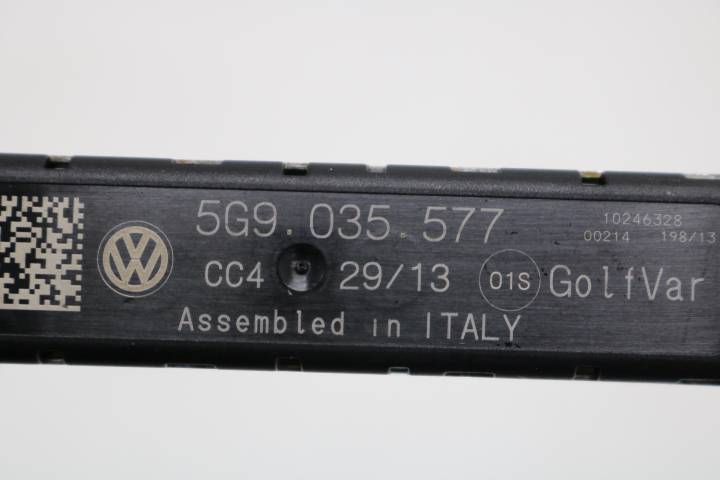 5G9.035.577
10246328
00214 198/13
CC4 29/13 01S GolfVar
Assembled in ITALY